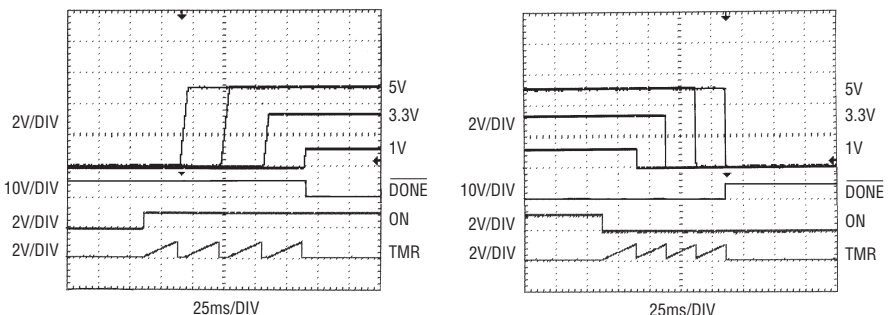 5V
3.3V
2V/DIV
1V
10V/DIV
DONE
2V/DIV
ON
2V/DIV
TMR
25ms/DIV
5V
3.3V
2V/DIV
1V
10V/DIV
DONE
2V/DIV
ON
2V/DIV
TMR
25ms/DIV